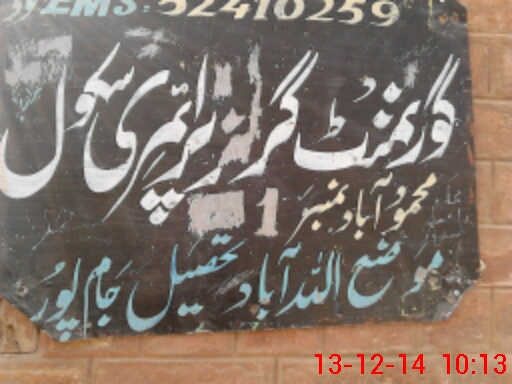 EMS: 32410259
گورنمنٹ گرلز پرائمری سکول
محمود آباد نمبر 1
موضع اللہ آباد تحصیل جام پور
13-12-14 10:13